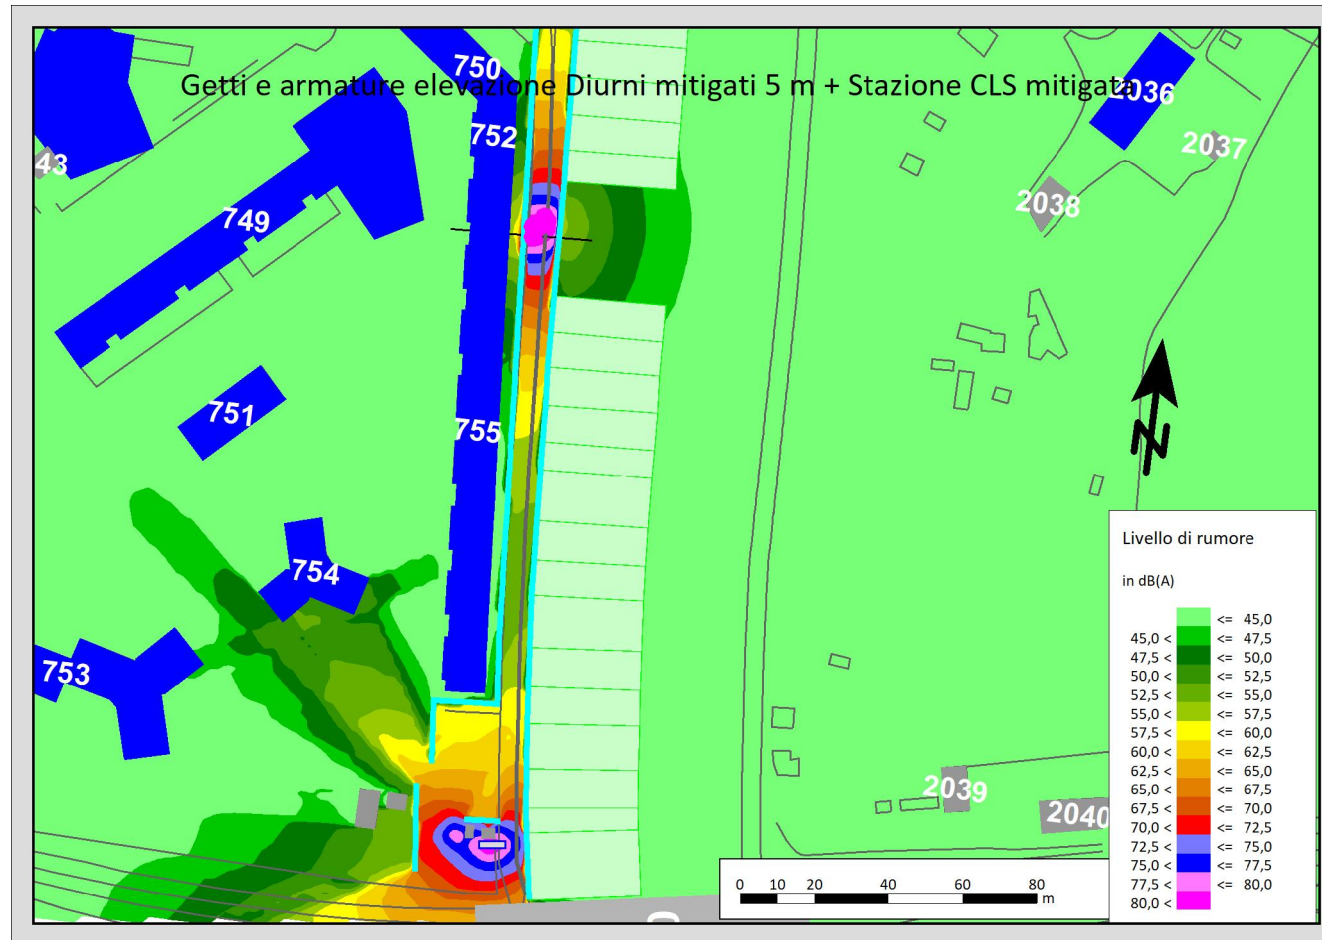 750
Getti e armature elevazione Diurni mitigati 5 m + Stazione CLS mitigata
2036
752
43
2037
749
2038
751
755
754
753
2039
2040
N
Livello di rumore
in dB(A)
<= 45,0
45,0 < <= 47,5
47,5 < <= 50,0
50,0 < <= 52,5
52,5 < <= 55,0
55,0 < <= 57,5
57,5 < <= 60,0
60,0 < <= 62,5
62,5 < <= 65,0
65,0 < <= 67,5
67,5 < <= 70,0
70,0 < <= 72,5
72,5 < <= 75,0
75,0 < <= 77,5
77,5 < <= 80,0
80,0 <
0 10 20 40 60 80
m